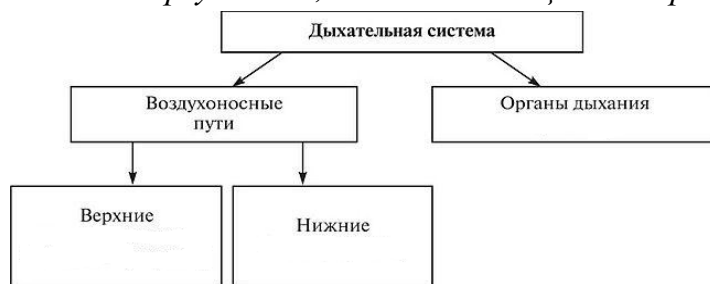 Дыхательная система
Воздухоносные
пути
Органы дыхания
Верхние
Нижние